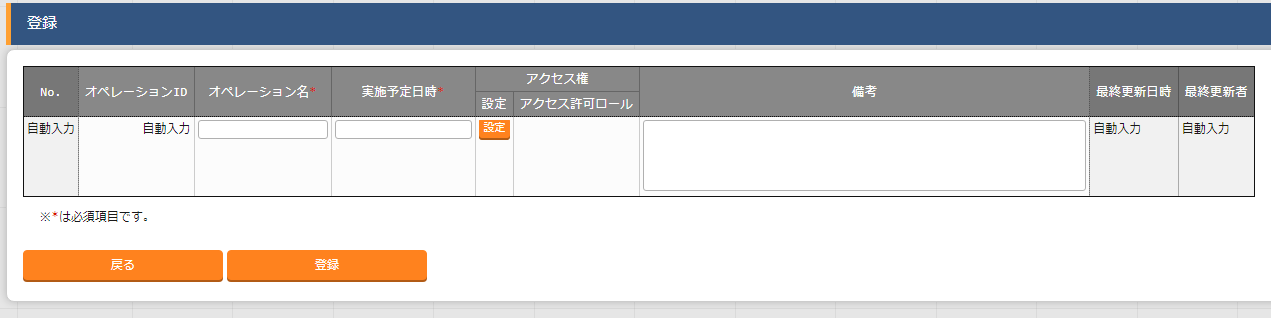 登録
No. オペレーションID オペレーション名* 実施予定日時* アクセス権 備考 最終更新日時 最終更新者
設定 アクセス許可ロール
自動入力 自動入力 設定 自動入力 自動入力
※*は必須項目です。
戻る 登録